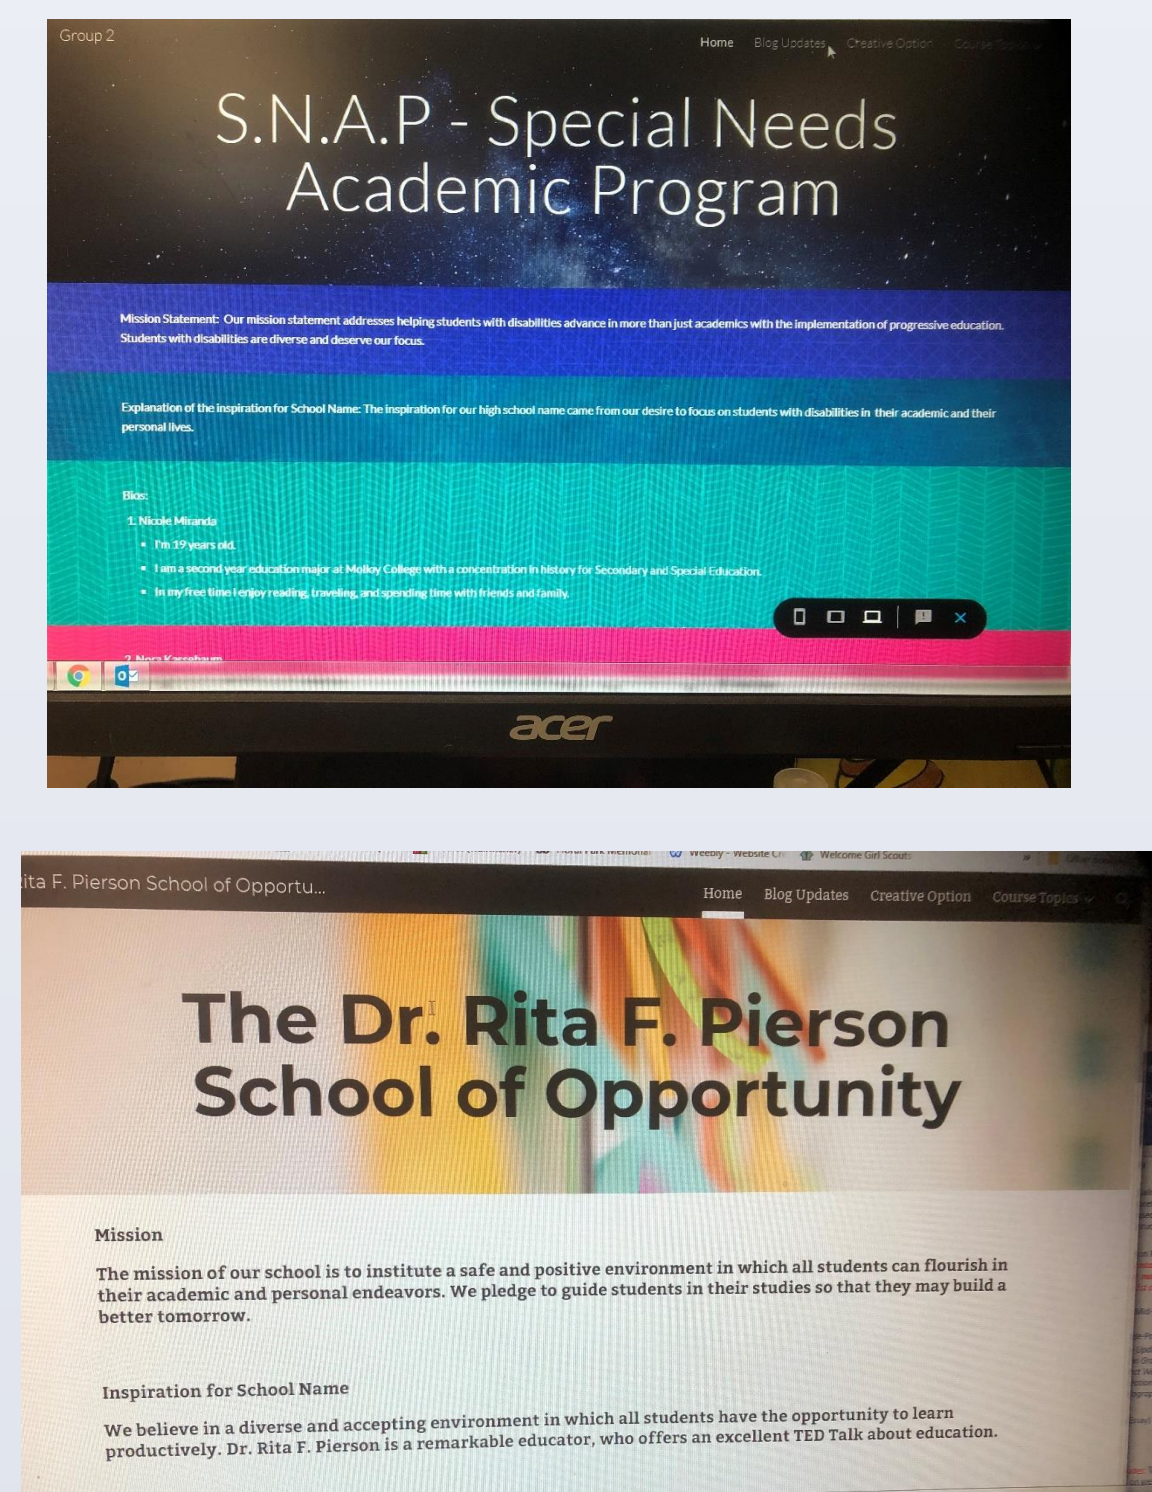 Group 2
Home Blog Updates Creative Option Course Topics
S.N.A.P - Special Needs
Academic Program
Mission Statement: Our mission statement addresses helping students with disabilities advance in more than just academics with the implementation of progressive education.
Students with disabilities are diverse and deserve our focus.
Explanation of the inspiration for School Name: The inspiration for our high school name came from our desire to focus on students with disabilities in their academic and their
personal lives.
Bios:
1. Nicole Miranda
I'm 19 years old.
I am a second year education major at Molloy College with a concentration in history for Secondary and Special Education.
In my free time I enjoy reading, traveling, and spending time with friends and family.
2. Nora Kassebaum
acer
Weebly - Website Welcome Girl Scouts
ita F. Pierson School of Opportu...
Home Blog Updates Creative Option Course Topics
The Dr. Rita F. Pierson
School of Opportunity
Mission
The mission of our school is to institute a safe and positive environment in which all students can flourish in
their academic and personal endeavors. We pledge to guide students in their studies so that they may build a
better tomorrow.
Inspiration for School Name
We believe in a diverse and accepting environment in which all students have the opportunity to learn
productively. Dr. Rita F. Pierson is a remarkable educator, who offers an excellent TED Talk about education.